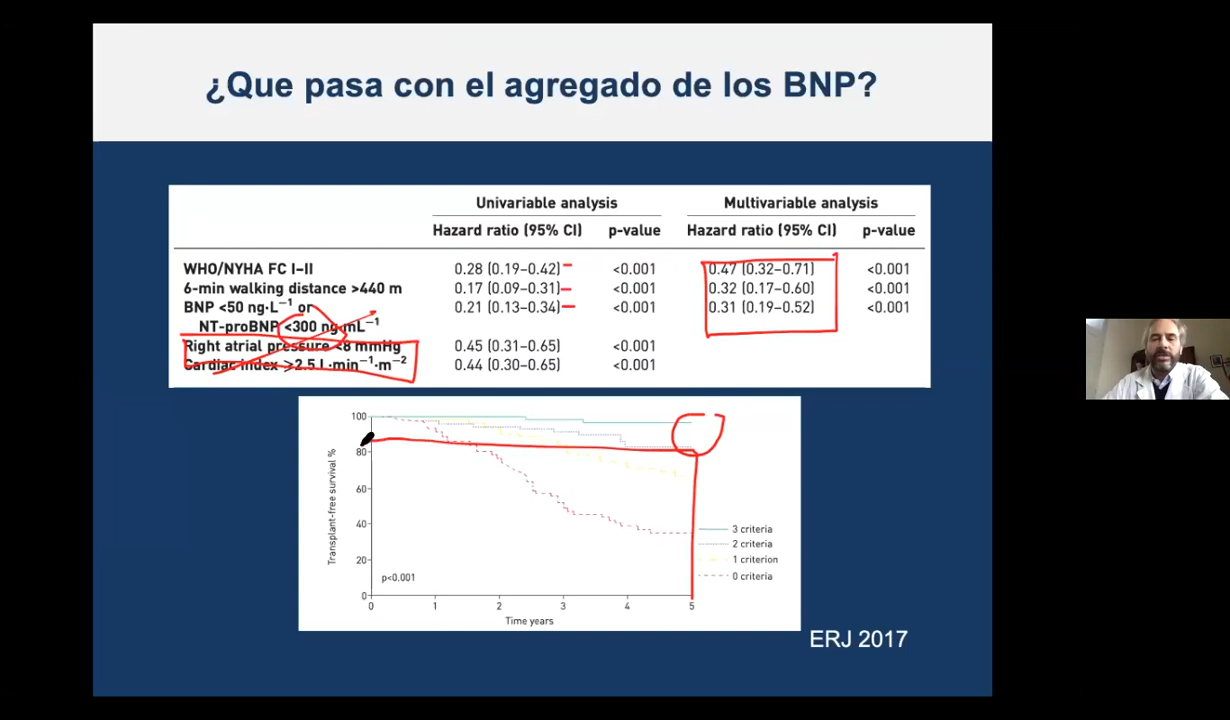 ¿Que pasa con el agregado de los BNP?
Univariable analysis Multivariable analysis
Hazard ratio (95% CI) p-value Hazard ratio (95% CI) p-value
WHO/NYHA FC I–II 0.28 (0.19–0.42) <0.001 0.47 (0.32–0.71) <0.001
6-min walking distance >440 m 0.17 (0.09–0.31) <0.001 0.32 (0.17–0.60) <0.001
BNP <50 ng·L⁻¹ or 0.21 (0.13–0.34) <0.001 0.31 (0.19–0.52) <0.001
NT-proBNP <300 ng·mL⁻¹
Right atrial pressure <8 mmHg 0.45 (0.31–0.65) <0.001
Cardiac index ⩾2.5 L·min⁻¹·m⁻² 0.44 (0.30–0.65) <0.001
100
80
60
40
20
0
Transplant-free survival %
p<0.001
0 1 2 3 4 5
Time years
3 criteria
2 criteria
1 criterion
0 criteria
ERJ 2017